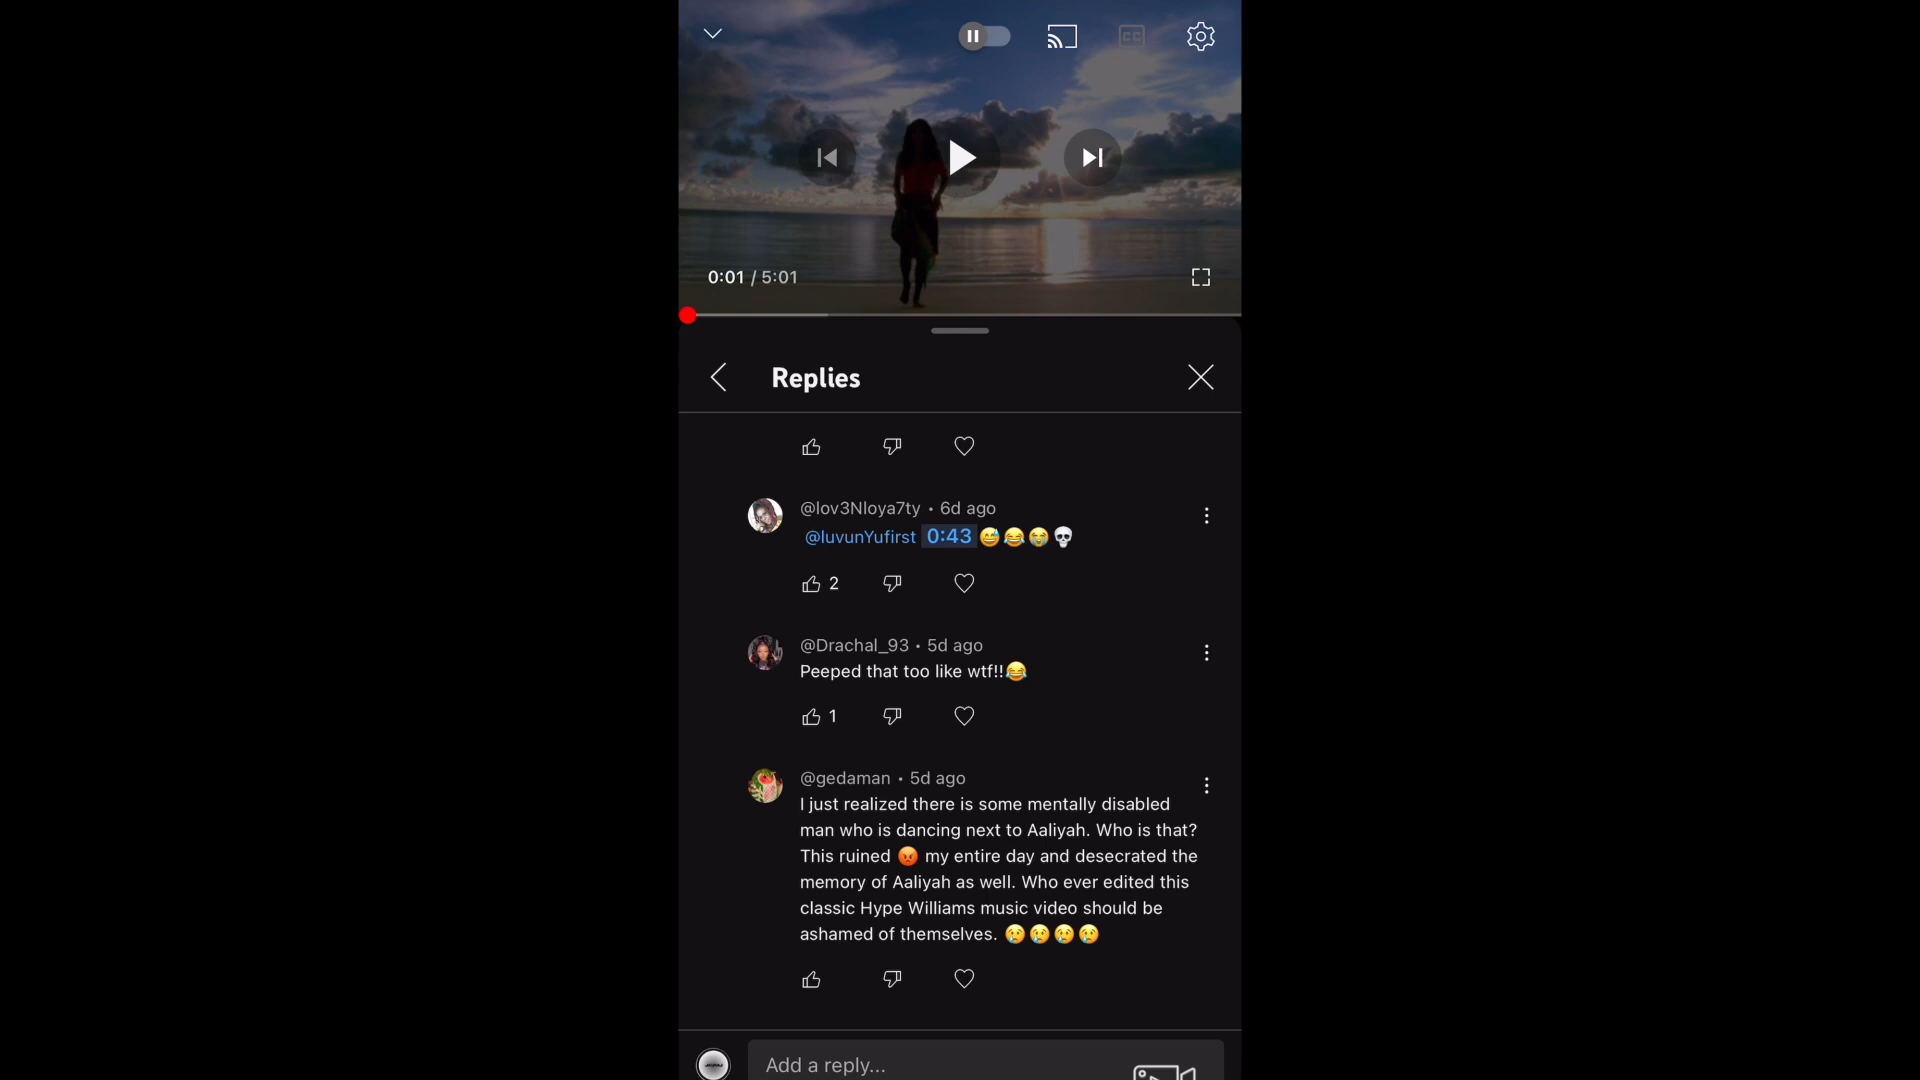 CC
0:01 / 5:01
Replies
@lov3Nloya7ty • 6d ago
@luvunYufirst 0:43 😅😂😭💀
2
@Drachal_93 • 5d ago
Peeped that too like wtf!!😂
1
@gedaman • 5d ago
I just realized there is some mentally disabled
man who is dancing next to Aaliyah. Who is that?
This ruined 😡 my entire day and desecrated the
memory of Aaliyah as well. Who ever edited this
classic Hype Williams music video should be
ashamed of themselves. 😢😢😢😢
Add a reply...